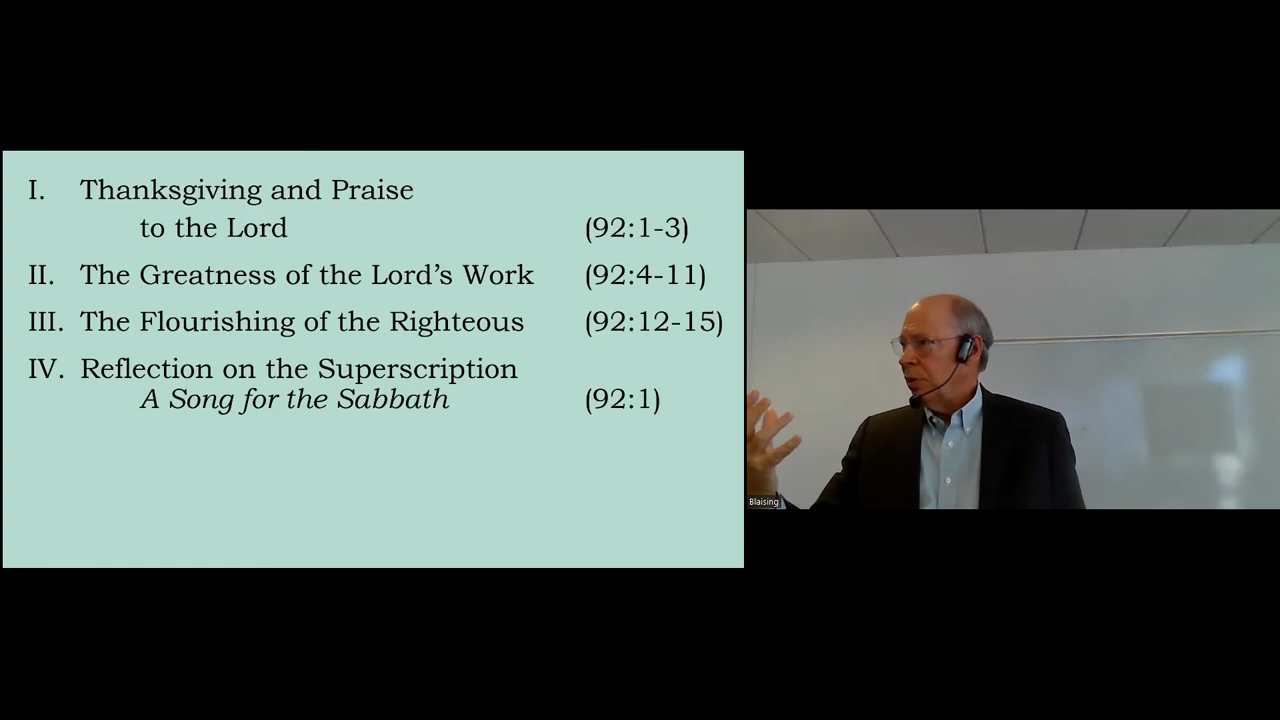 I. Thanksgiving and Praise
to the Lord (92:1-3)
II. The Greatness of the Lord’s Work (92:4-11)
III. The Flourishing of the Righteous (92:12-15)
IV. Reflection on the Superscription
A Song for the Sabbath (92:1)
Blaising